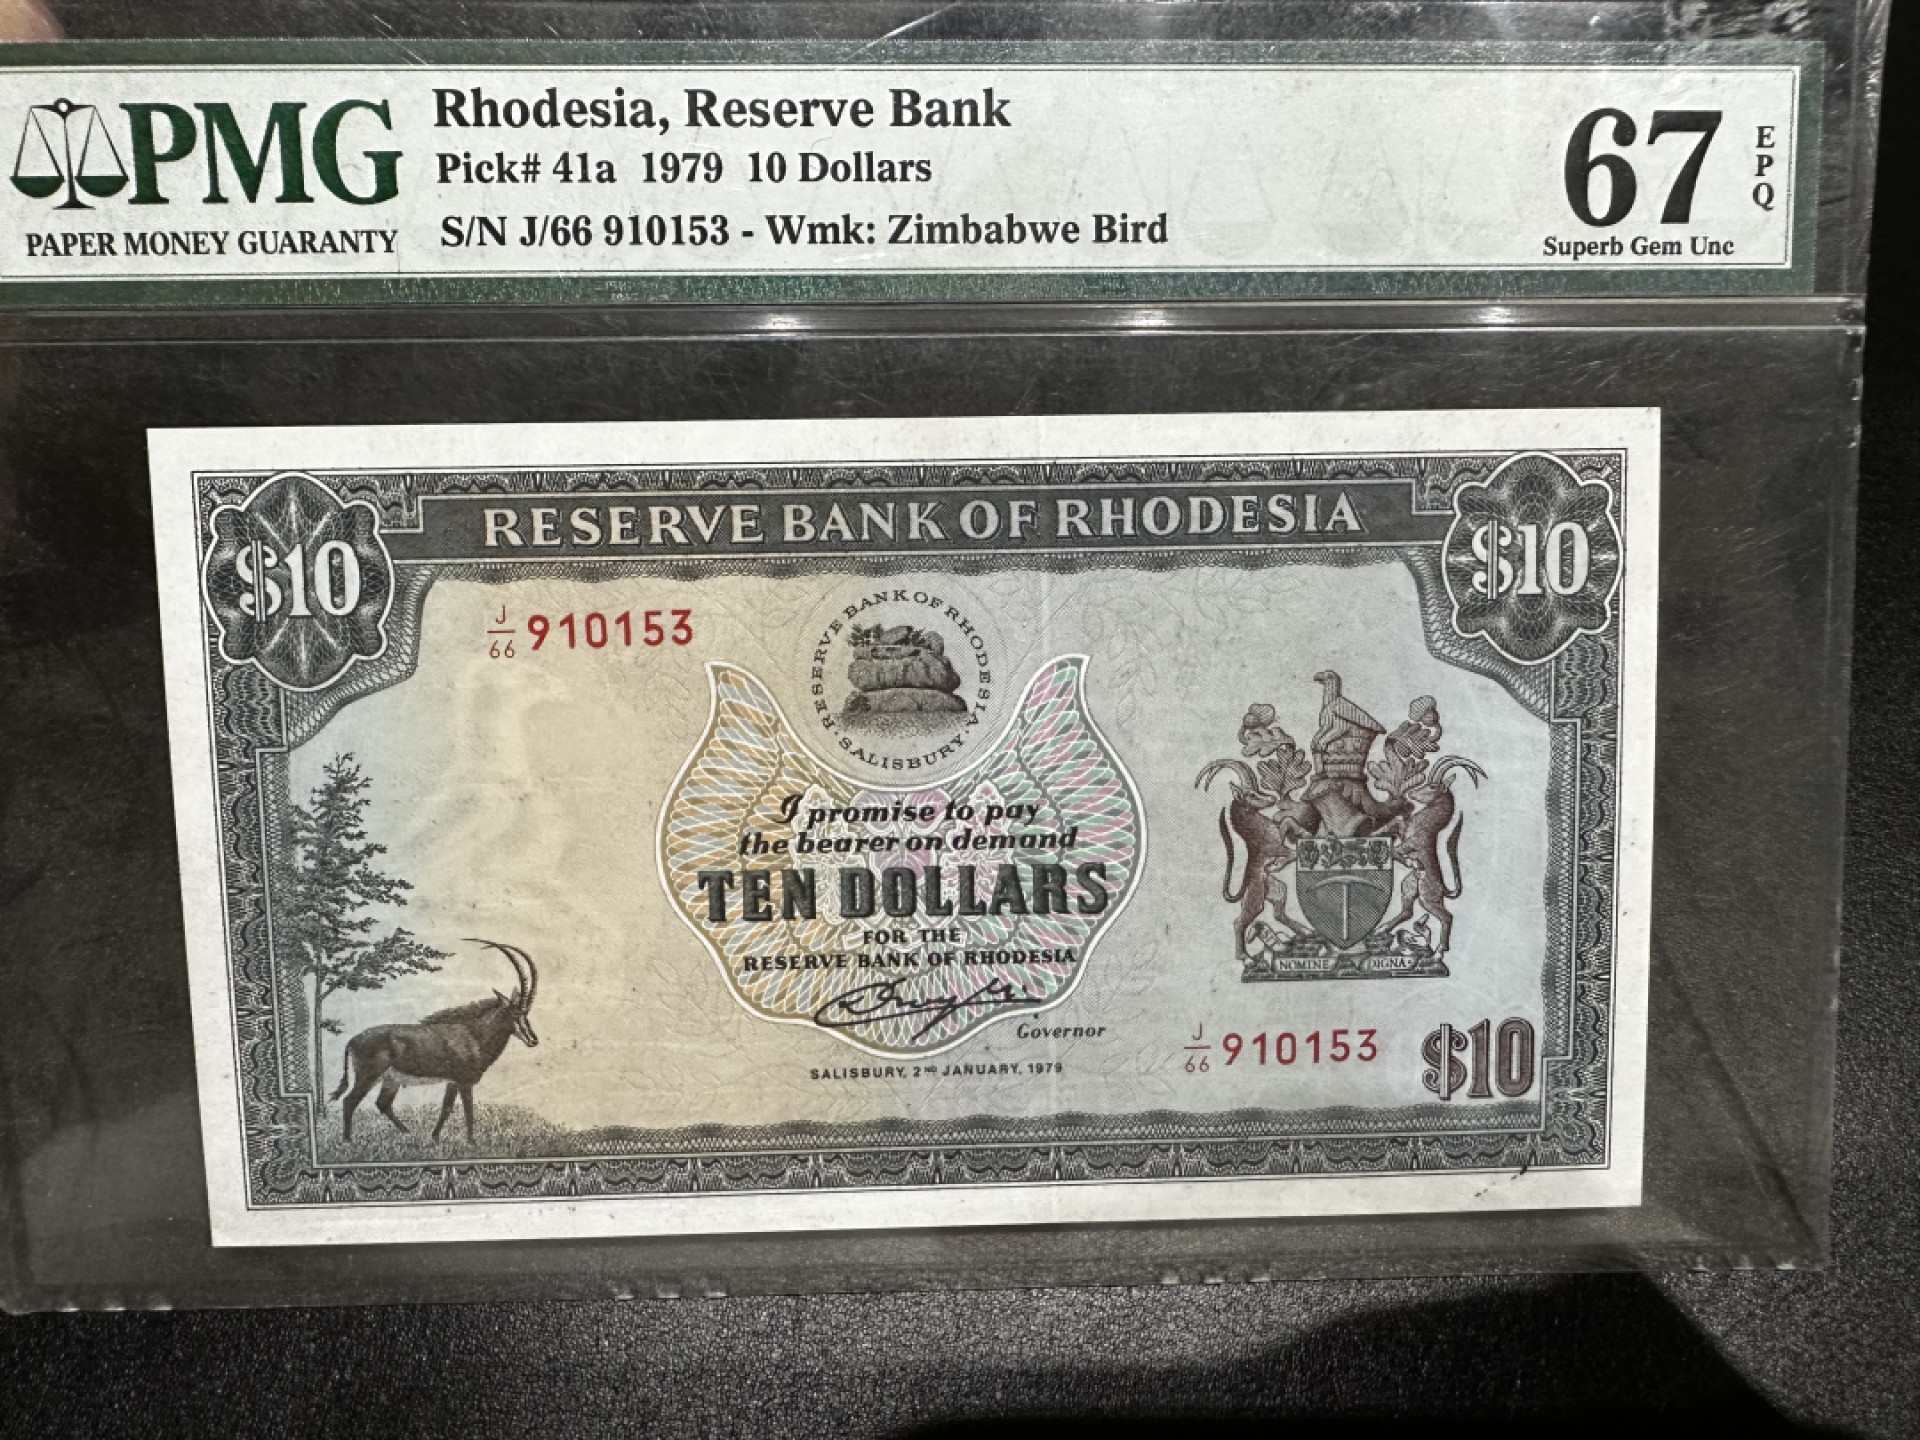 PMG
PAPER MONEY GUARANTY
Rhodesia, Reserve Bank
Pick# 41a 1979 10 Dollars
S/N J/66 910153 - Wmk: Zimbabwe Bird
67
EPQ
Superb Gem Unc
RESERVE BANK OF RHODESIA
$10
$10
J/66 910153
RESERVE BANK OF RHODESIA · SALISBURY ·
I promise to pay
the bearer on demand
TEN DOLLARS
FOR THE
RESERVE BANK OF RHODESIA
Governor
SALISBURY, 2ND JANUARY, 1979
NOMINE DIGNA
J/66 910153
$10